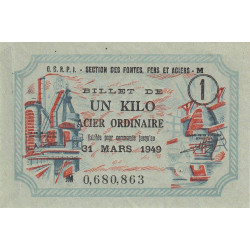 O.C.R.P.I. - SECTION DES FONTES, FERS ET ACIERS - M
BILLET DE
1
UN KILO
ACIER ORDINAIRE
Valable pour commande jusqu'au
31 MARS 1949
M 0,680,863